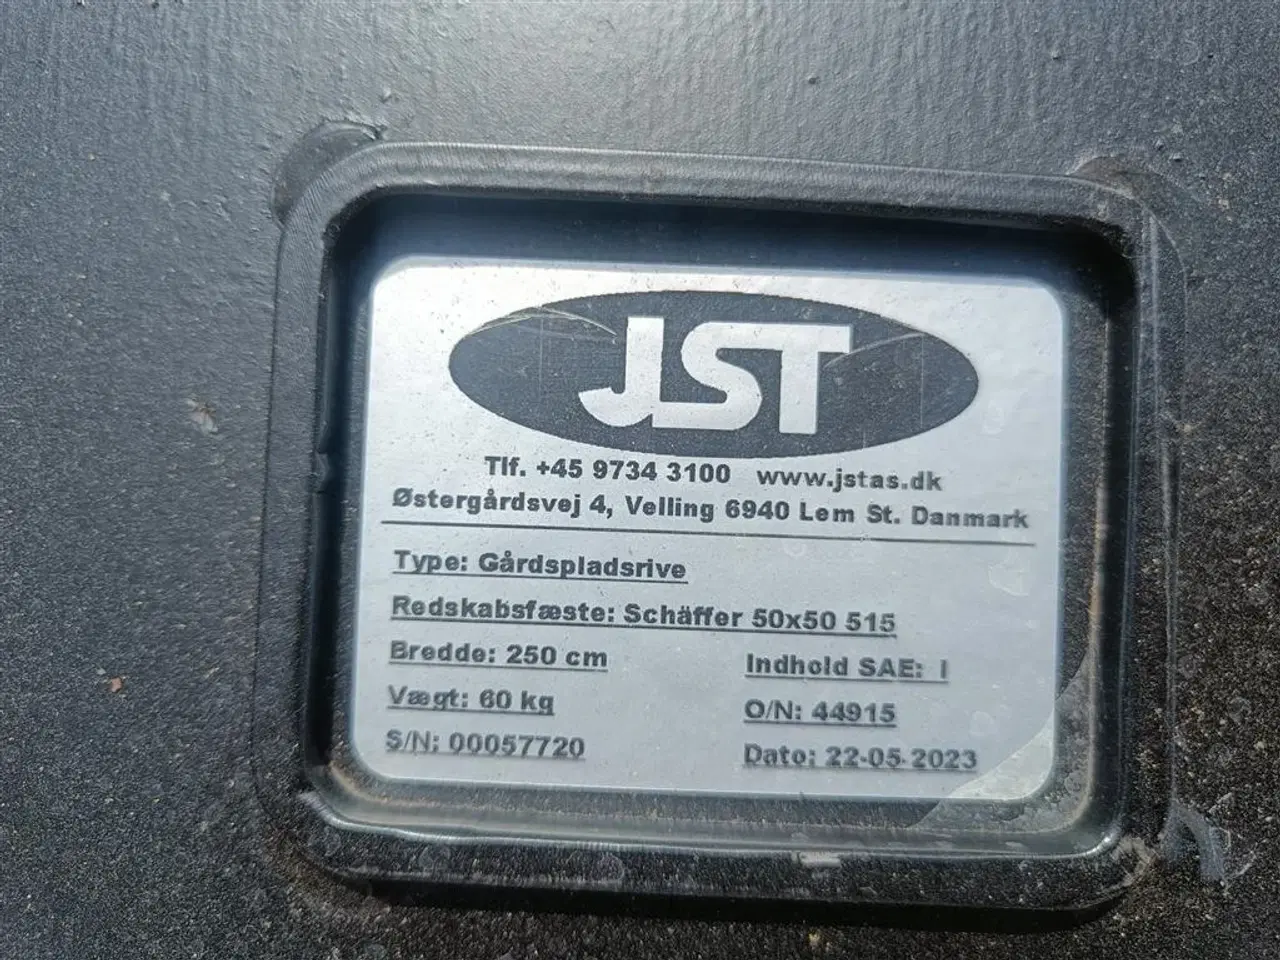 JST
Tlf. +45 9734 3100 www.jstas.dk
Østergårdsvej 4, Velling 6940 Lem St. Danmark
Type: Gårdspladsrive
Redskabsfæste: Schäffer 50x50 515
Bredde: 250 cm Indhold SAE: l
Vægt: 60 kg O/N: 44915
S/N: 00057720 Dato: 22-05-2023